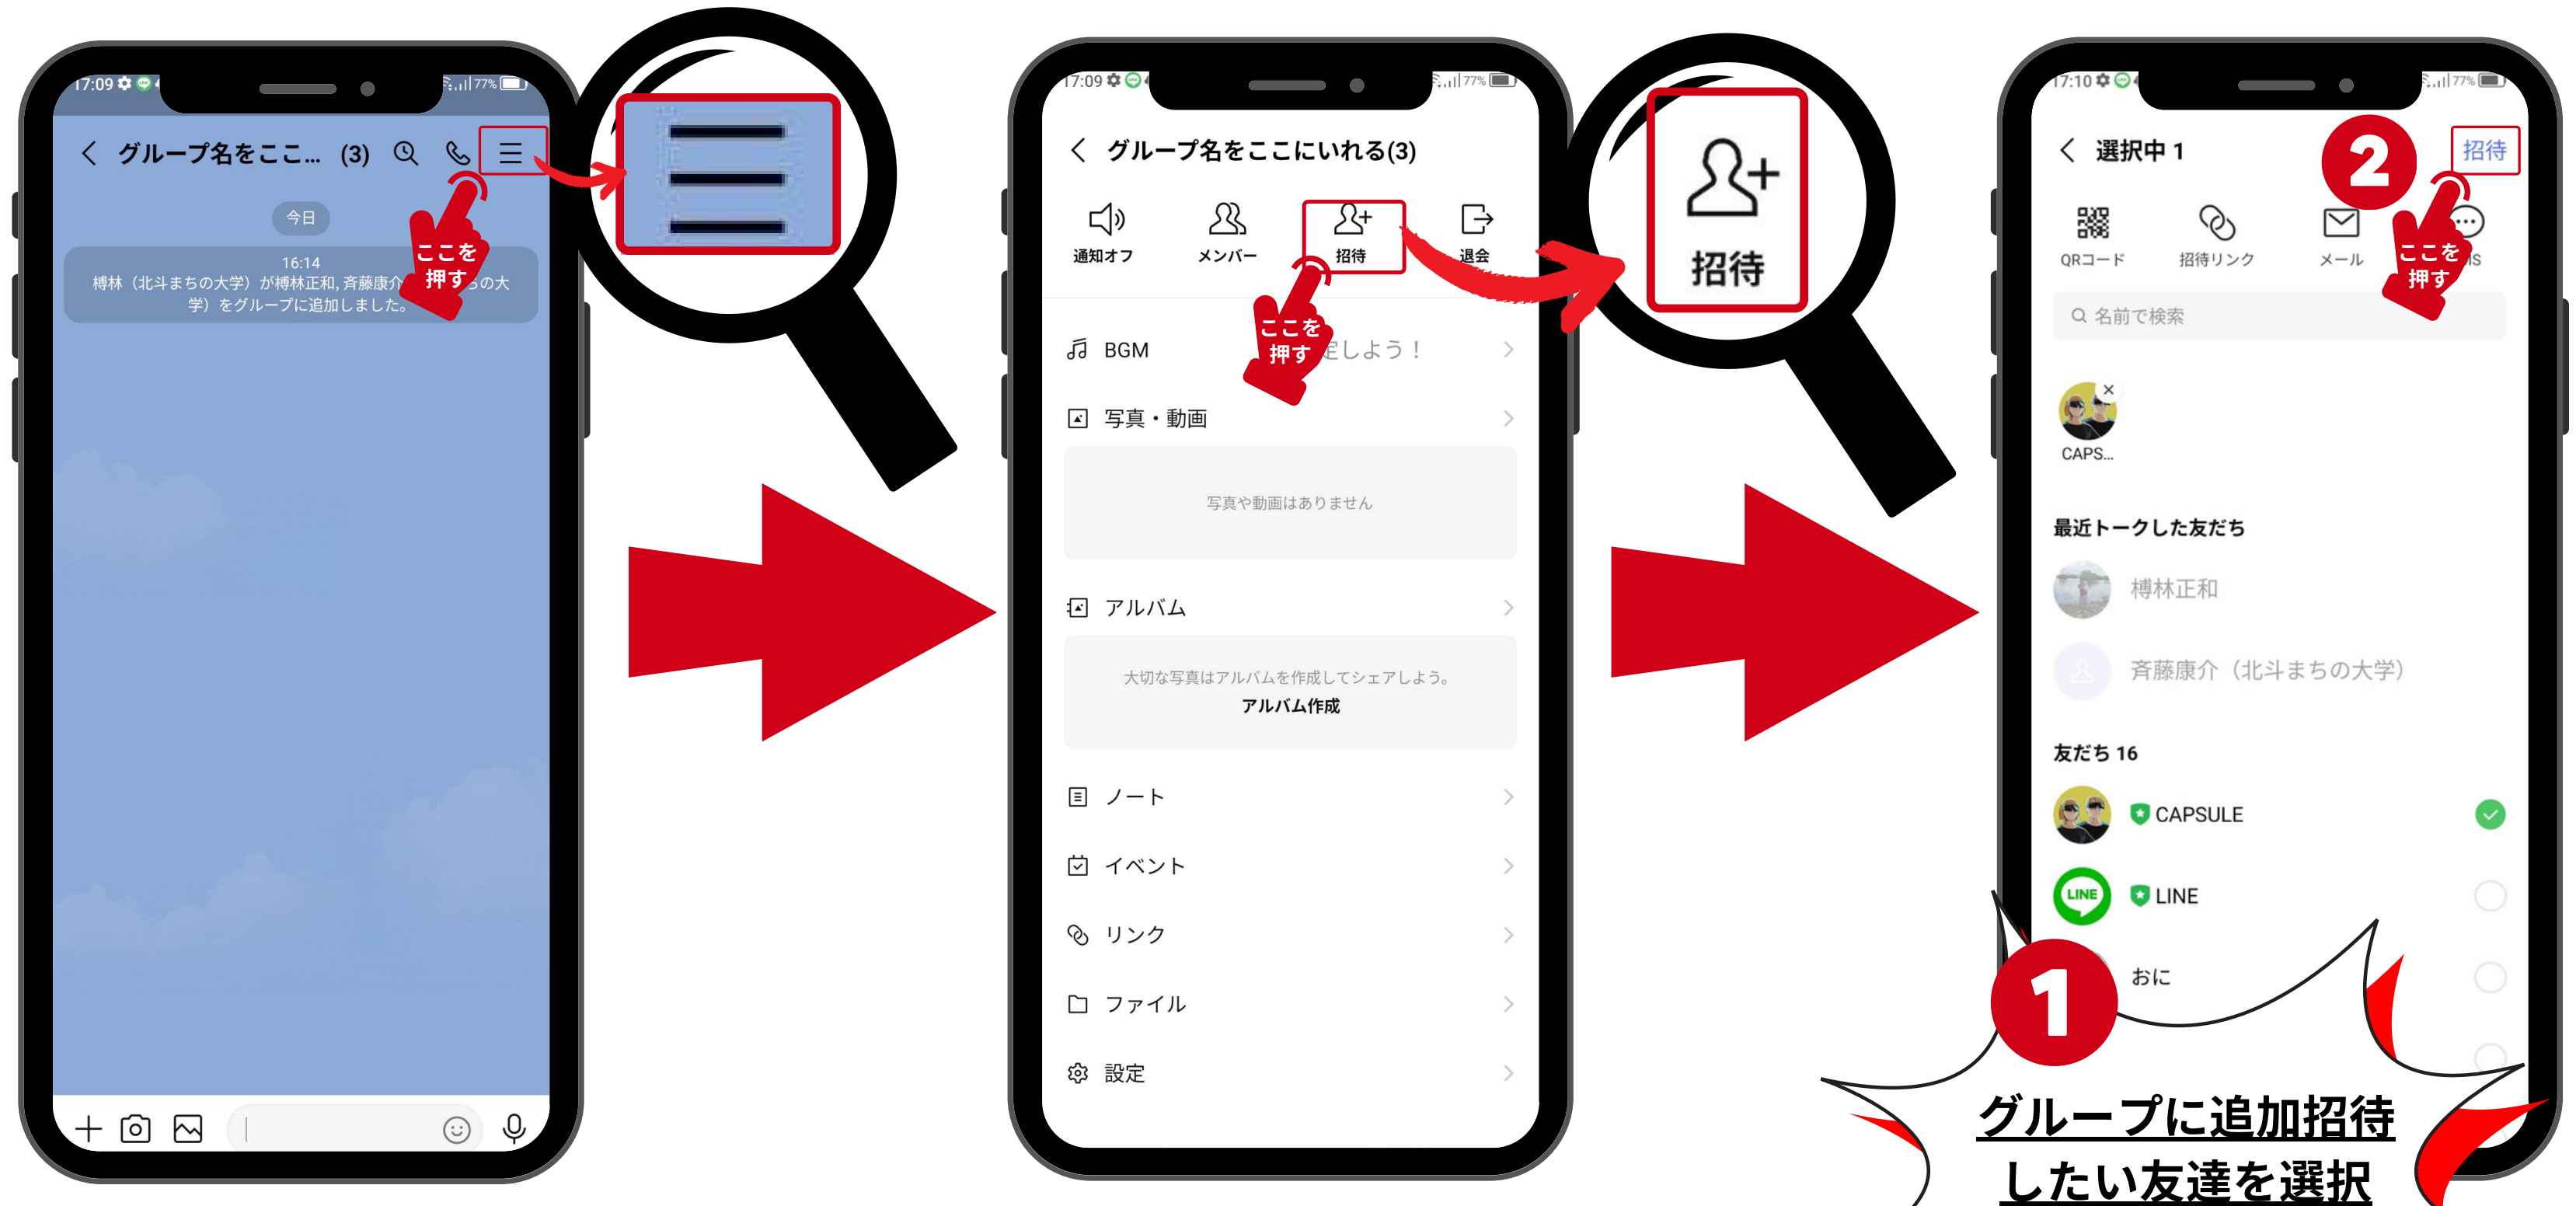 17:09
77%
グループ名をここ... (3)
今日
16:14
榑林（北斗まちの大学）が榑林正和, 斉藤康介
ちの大
学）をグループに追加しました。
ここを
押す
17:09
77%
グループ名をここにいれる(3)
通知オフ
メンバー
招待
退会
ここを
押す
BGM
定しよう！
写真・動画
写真や動画はありません
アルバム
大切な写真はアルバムを作成してシェアしよう。
アルバム作成
ノート
イベント
リンク
ファイル
設定
招待
17:10
77%
選択中 1
2
招待
QRコード
招待リンク
メール
ここを
押す
名前で検索
CAPS...
最近トークした友だち
榑林正和
斉藤康介（北斗まちの大学）
友だち 16
CAPSULE
LINE
LINE
おに
1
グループに追加招待
したい友達を選択